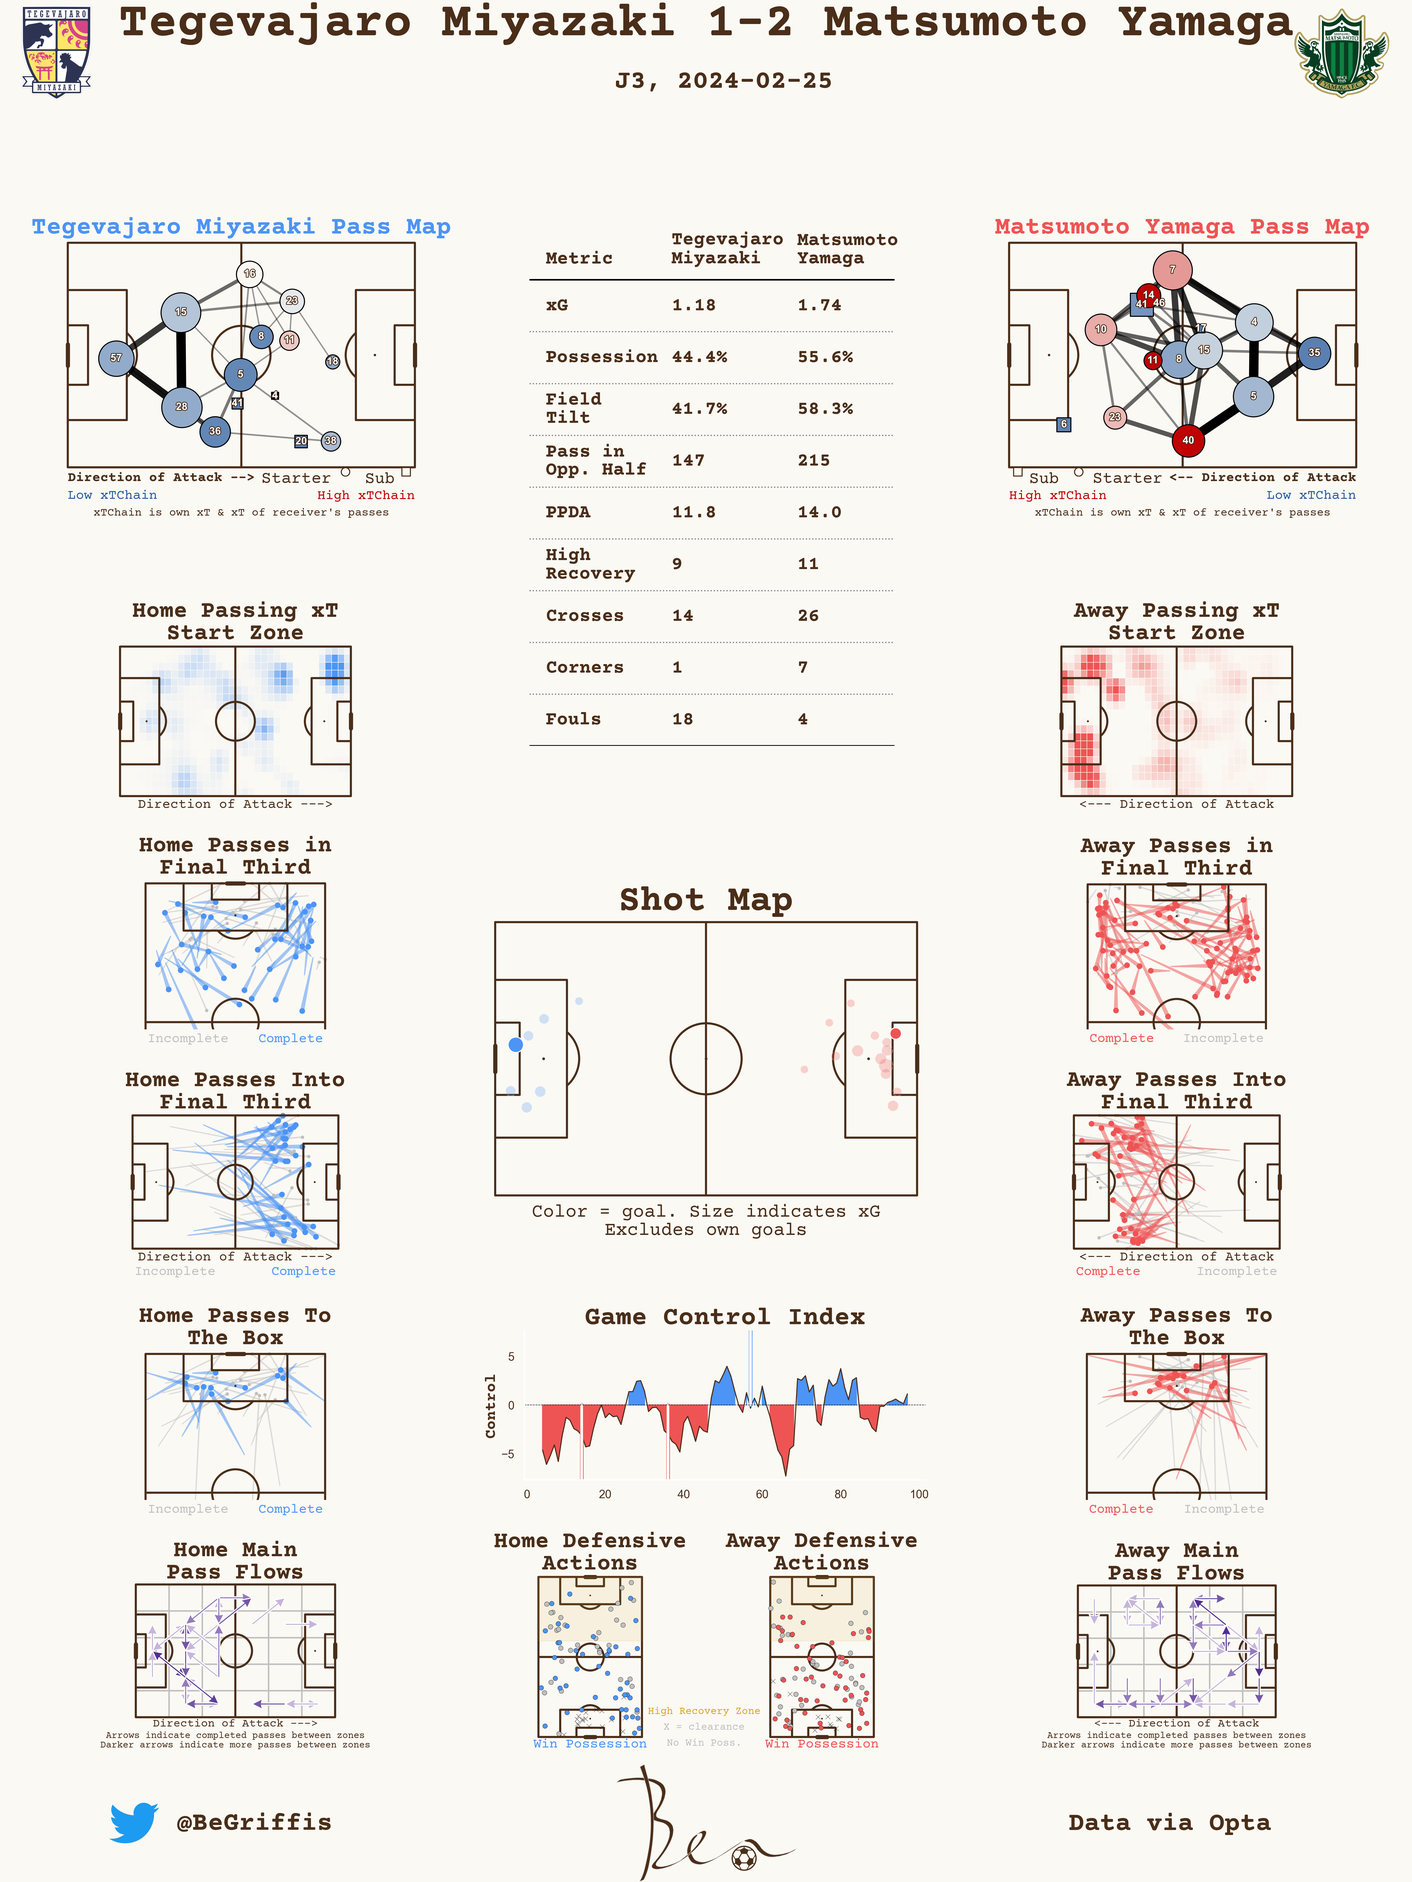 Tegevajaro Miyazaki 1-2 Matsumoto Yamaga
J3, 2024-02-25
TEGEVAJARO
MIYAZAKI
Tegevajaro Miyazaki Pass Map
16
23
15
8
11
57
18
5
4
41
28
36
20
38
Direction of Attack --> Starter Sub
Low xTChain High xTChain
xTChain is own xT & xT of receiver's passes
Metric Tegevajaro Miyazaki Matsumoto Yamaga
xG 1.18 1.74
Possession 44.4% 55.6%
Field Tilt 41.7% 58.3%
Pass in Opp. Half 147 215
PPDA 11.8 14.0
High Recovery 9 11
Crosses 14 26
Corners 1 7
Fouls 18 4
Matsumoto Yamaga Pass Map
7
14
41
46
10
17
4
15
35
11
8
5
23
6
40
Sub Starter <-- Direction of Attack
High xTChain Low xTChain
xTChain is own xT & xT of receiver's passes
Home Passing xT
Start Zone
Direction of Attack --->
Away Passing xT
Start Zone
<--- Direction of Attack
Home Passes in
Final Third
Incomplete Complete
Away Passes in
Final Third
Complete Incomplete
Shot Map
Color = goal. Size indicates xG
Excludes own goals
Home Passes Into
Final Third
Direction of Attack --->
Incomplete Complete
Away Passes Into
Final Third
<--- Direction of Attack
Complete Incomplete
Home Passes To
The Box
Incomplete Complete
Game Control Index
Control
5
0
−5
0 20 40 60 80 100
Away Passes To
The Box
Complete Incomplete
Home Main
Pass Flows
Direction of Attack --->
Arrows indicate completed passes between zones
Darker arrows indicate more passes between zones
Home Defensive
Actions
Win Possession
Away Defensive
Actions
Win Possession
High Recovery Zone
X = clearance
No Win Poss.
Away Main
Pass Flows
<--- Direction of Attack
Arrows indicate completed passes between zones
Darker arrows indicate more passes between zones
@BeGriffis
Ben
Data via Opta